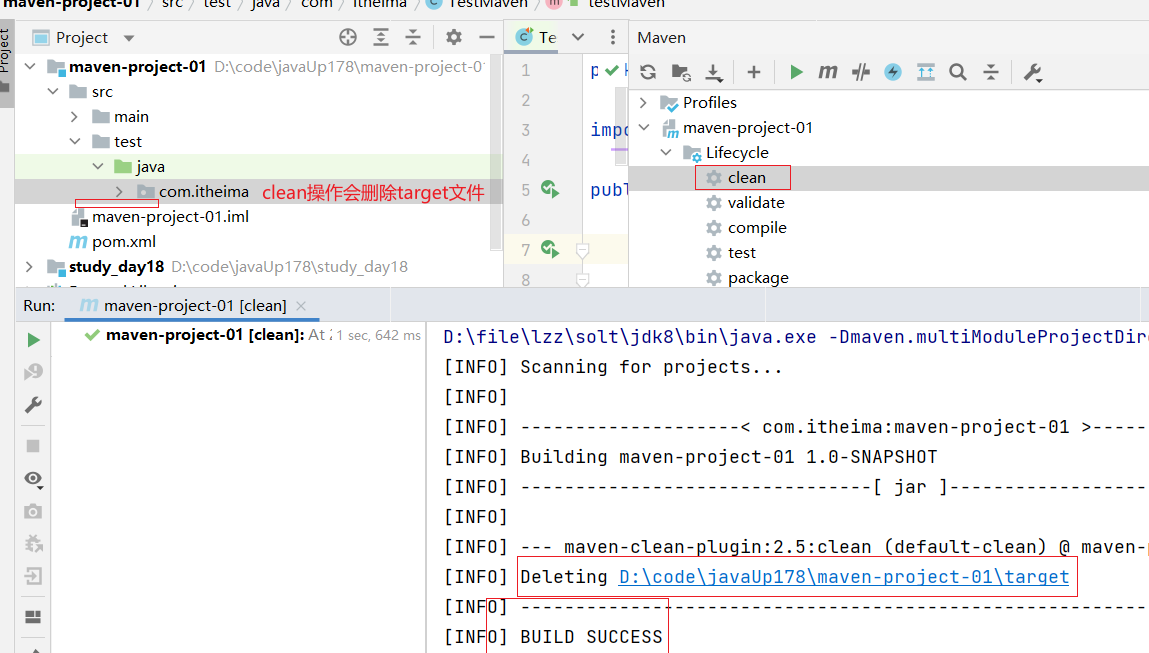 maven-project-01 / src / test / java / com / itheima / TestMaven / m testMaven
Project
Project
maven-project-01 D:\code\javaUp178\maven-project-0
src
main
test
java
com.itheima clean操作会删除target文件
maven-project-01.iml
pom.xml
study_day18 D:\code\javaUp178\study_day18
Te
1 p
2
3 impo
4
5 publ
6
7
8
Maven
Profiles
maven-project-01
Lifecycle
clean
validate
compile
test
package
Run: maven-project-01 [clean]
maven-project-01 [clean]: At 1 sec, 642 ms
D:\file\lzz\solt\jdk8\bin\java.exe -Dmaven.multiModuleProjectDir
[INFO] Scanning for projects...
[INFO]
[INFO] --------------------< com.itheima:maven-project-01 >-----
[INFO] Building maven-project-01 1.0-SNAPSHOT
[INFO] --------------------------------[ jar ]------------------
[INFO]
[INFO] --- maven-clean-plugin:2.5:clean (default-clean) @ maven-p
[INFO] Deleting D:\code\javaUp178\maven-project-01\target
[INFO] ---------------------------------------------------------
[INFO] BUILD SUCCESS